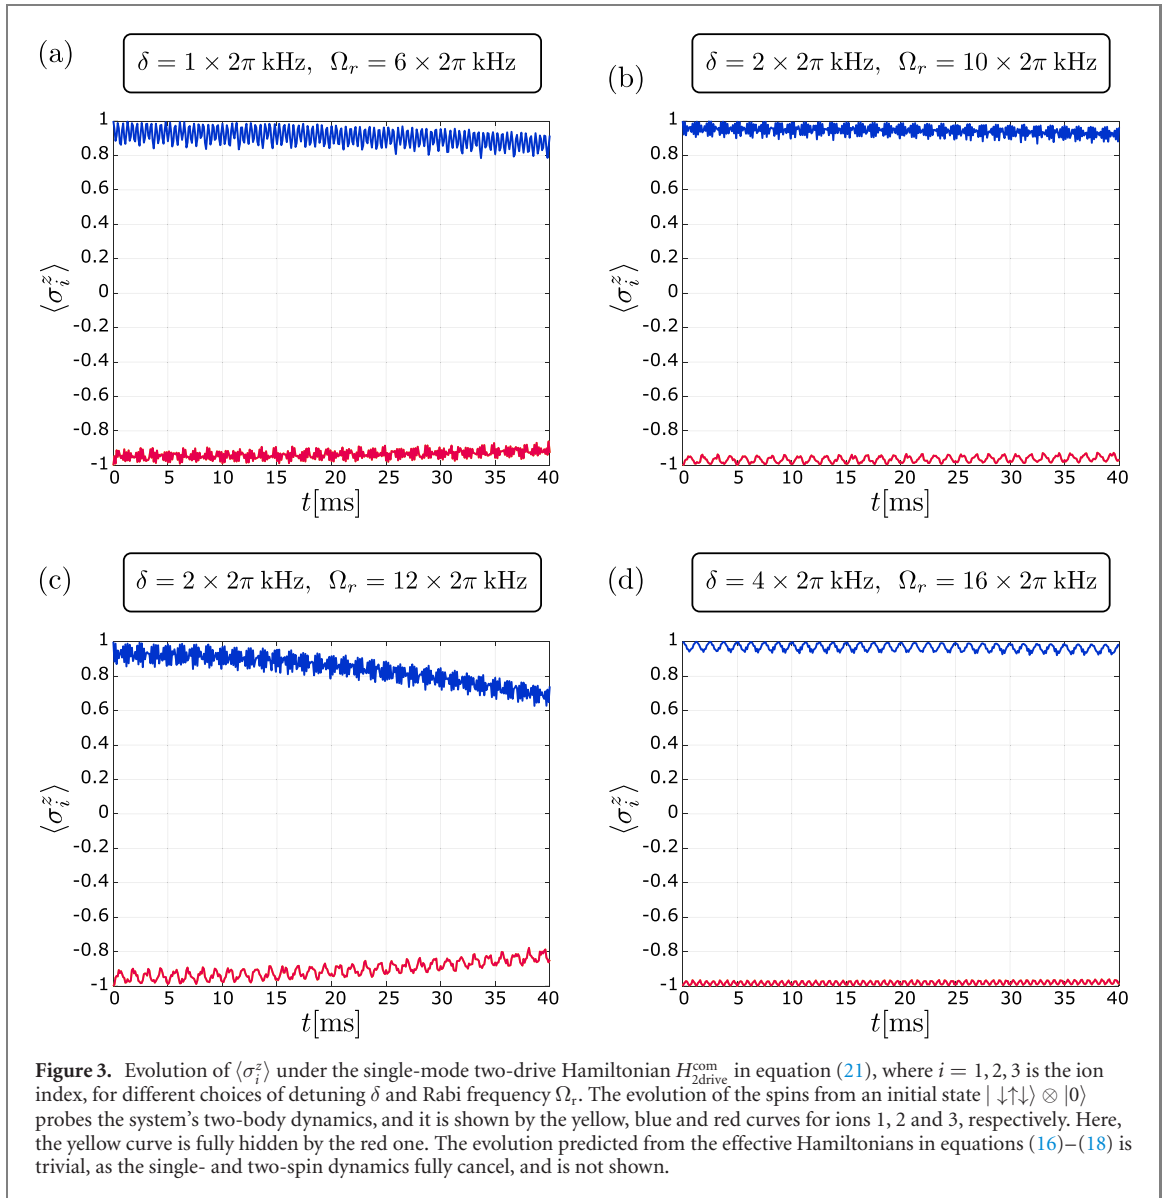 (a) δ = 1 × 2π kHz, Ωr = 6 × 2π kHz
(b) δ = 2 × 2π kHz, Ωr = 10 × 2π kHz
1
0.8
0.6
0.4
0.2
0
-0.2
-0.4
-0.6
-0.8
-1
⟨σ_i^z⟩
0 5 10 15 20 25 30 35 40
t[ms]
1
0.8
0.6
0.4
0.2
0
-0.2
-0.4
-0.6
-0.8
-1
⟨σ_i^z⟩
0 5 10 15 20 25 30 35 40
t[ms]
(c) δ = 2 × 2π kHz, Ωr = 12 × 2π kHz
(d) δ = 4 × 2π kHz, Ωr = 16 × 2π kHz
1
0.8
0.6
0.4
0.2
0
-0.2
-0.4
-0.6
-0.8
-1
⟨σ_i^z⟩
0 5 10 15 20 25 30 35 40
t[ms]
1
0.8
0.6
0.4
0.2
0
-0.2
-0.4
-0.6
-0.8
-1
⟨σ_i^z⟩
0 5 10 15 20 25 30 35 40
t[ms]
Figure 3. Evolution of ⟨σ_i^z⟩ under the single-mode two-drive Hamiltonian H_2drive^com in equation (21), where i = 1, 2, 3 is the ion
index, for different choices of detuning δ and Rabi frequency Ωr. The evolution of the spins from an initial state | ↓↑↓⟩ ⊗ |0⟩
probes the system's two-body dynamics, and it is shown by the yellow, blue and red curves for ions 1, 2 and 3, respectively. Here,
the yellow curve is fully hidden by the red one. The evolution predicted from the effective Hamiltonians in equations (16)–(18) is
trivial, as the single- and two-spin dynamics fully cancel, and is not shown.